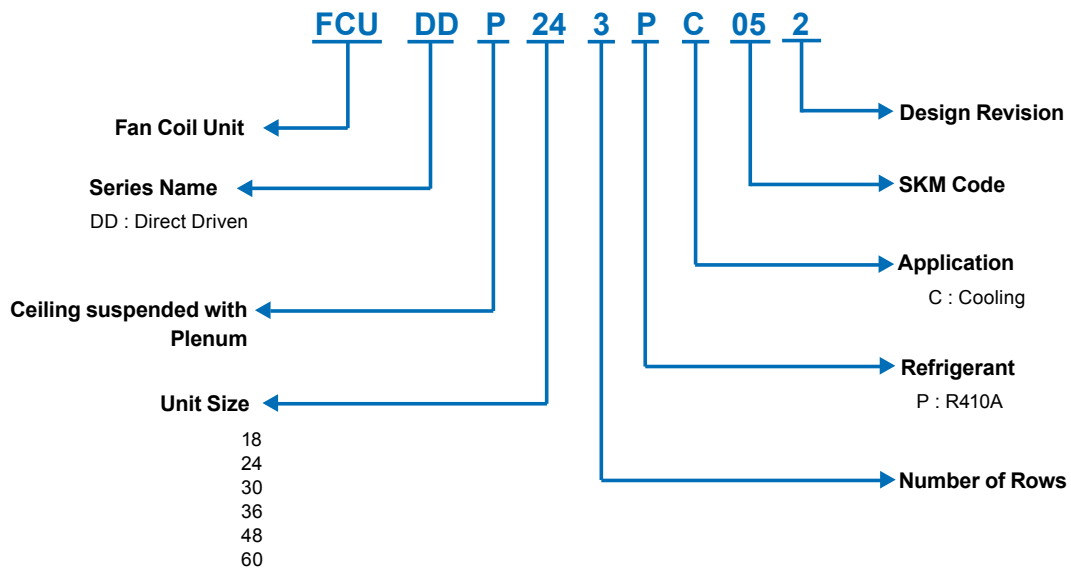 FCU DD P 24 3 P C 05 2
Fan Coil Unit
Series Name
DD : Direct Driven
Ceiling suspended with
Plenum
Unit Size
18
24
30
36
48
60
Design Revision
SKM Code
Application
C : Cooling
Refrigerant
P : R410A
Number of Rows